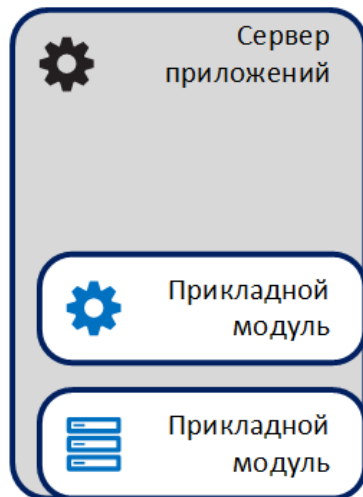 Сервер
приложений
Прикладной
модуль
Прикладной
модуль